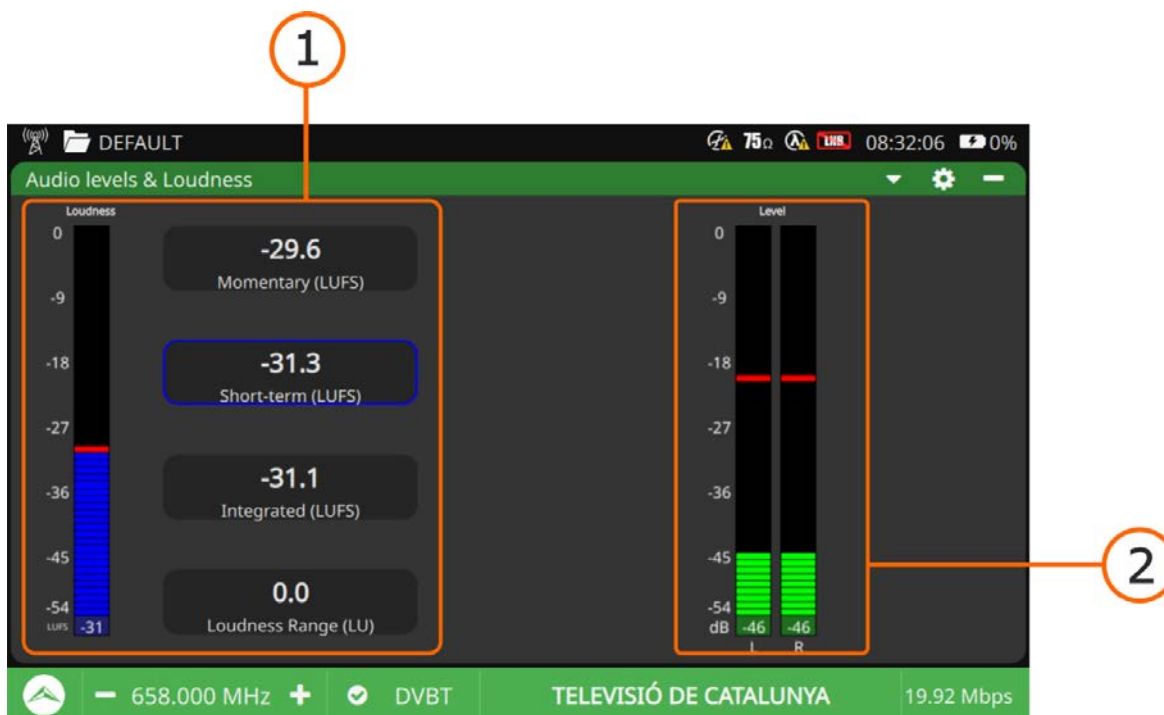 1
DEFAULT
75Ω
LNB
08:32:06
0%
Audio levels & Loudness
Loudness
0
-9
-18
-27
-36
-45
-54
LUFS -31
-29.6
Momentary (LUFS)
-31.3
Short-term (LUFS)
-31.1
Integrated (LUFS)
0.0
Loudness Range (LU)
Level
0
-9
-18
-27
-36
-45
-54
dB -46 -46
L R
2
658.000 MHz
DVBT
TELEVISIÓ DE CATALUNYA
19.92 Mbps